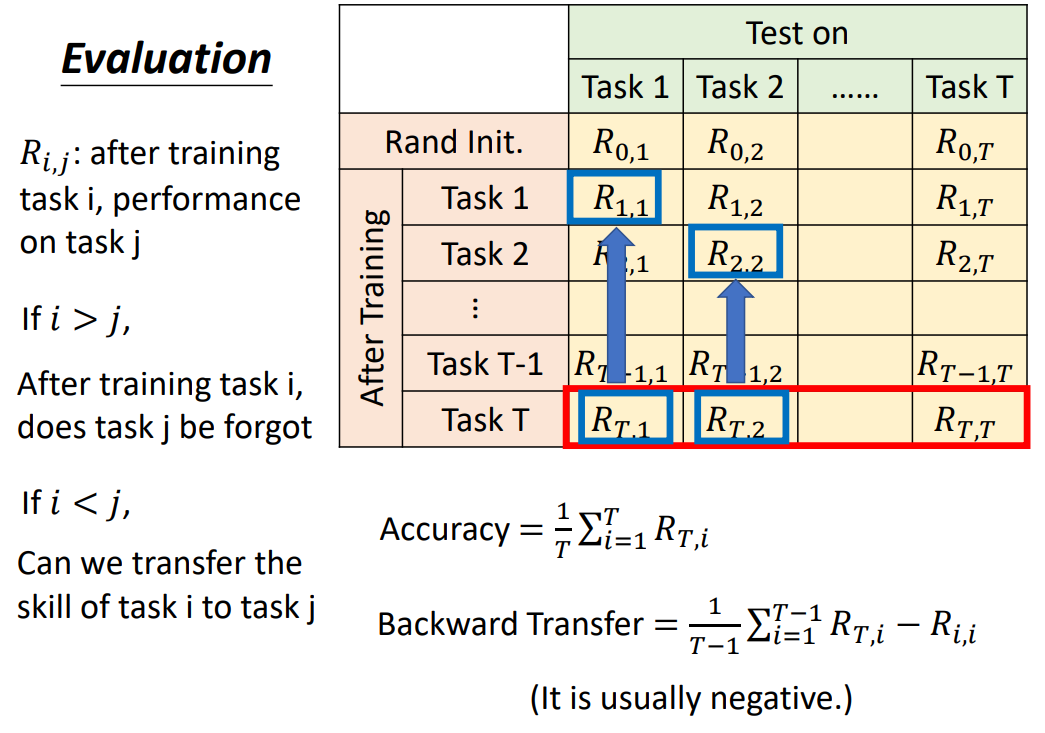 Evaluation
R_{i,j}: after training
task i, performance
on task j
If i > j,
After training task i,
does task j be forgot
If i < j,
Can we transfer the
skill of task i to task j
Test on
Task 1 Task 2 …… Task T
Rand Init. R_{0,1} R_{0,2} R_{0,T}
After Training
Task 1 R_{1,1} R_{1,2} R_{1,T}
Task 2 R_{2,1} R_{2,2} R_{2,T}
⋮
Task T-1 R_{T−1,1} R_{T−1,2} R_{T−1,T}
Task T R_{T,1} R_{T,2} R_{T,T}
Accuracy = \frac{1}{T} \sum_{i=1}^{T} R_{T,i}
Backward Transfer = \frac{1}{T−1} \sum_{i=1}^{T−1} R_{T,i} − R_{i,i}
(It is usually negative.)